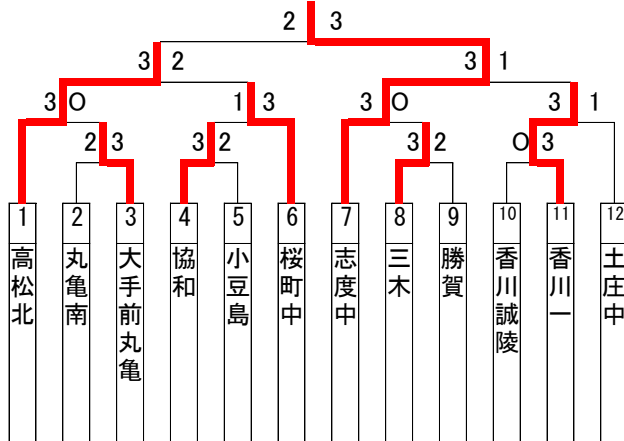 2 3
3 2 3 1
3 0 1 3 3 0 3 1
2 3 3 2 3 2 0 3
1 2 3 4 5 6 7 8 9 10 11 12
高松北
丸亀南
大手前丸亀
協和
小豆島
桜町中
志度中
三木
勝賀
香川誠陵
香川一
土庄中